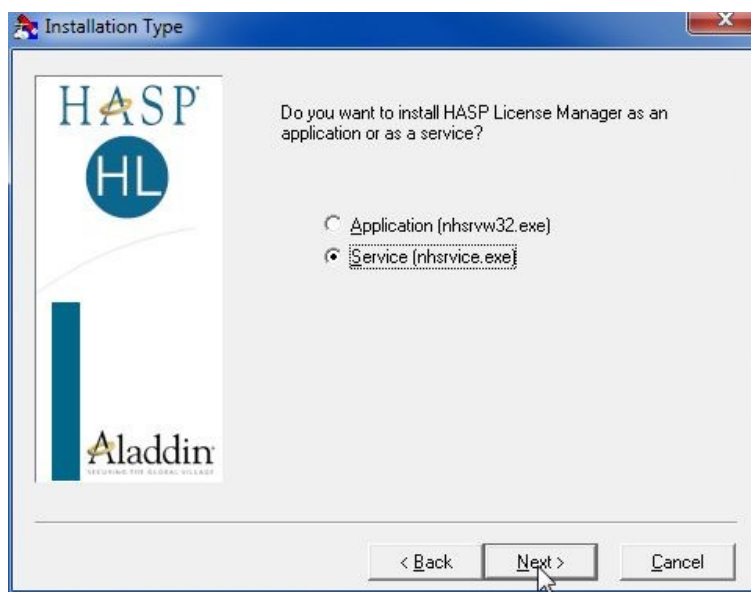 Installation Type
HASP
HL
Aladdin
SECURING THE GLOBAL VILLAGE
Do you want to install HASP License Manager as an
application or as a service?
Application (nhsrvw32.exe)
Service (nhsrvice.exe)
< Back
Next >
Cancel